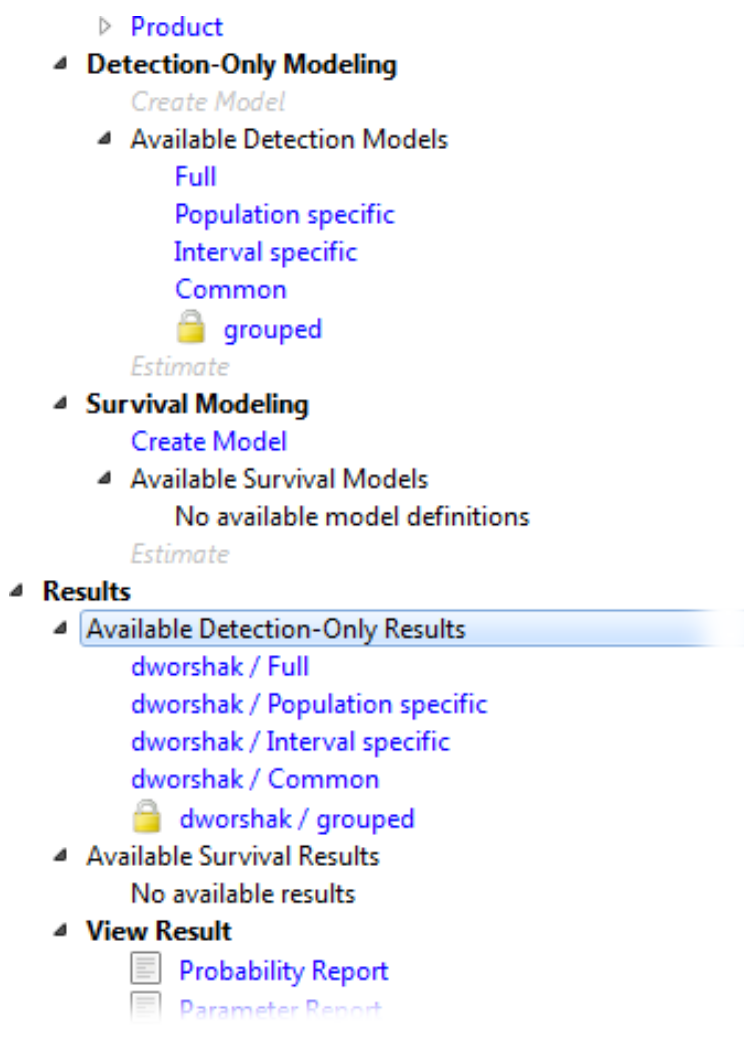 Product
Detection-Only Modeling
Create Model
Available Detection Models
Full
Population specific
Interval specific
Common
grouped
Estimate
Survival Modeling
Create Model
Available Survival Models
No available model definitions
Estimate
Results
Available Detection-Only Results
dworshak / Full
dworshak / Population specific
dworshak / Interval specific
dworshak / Common
dworshak / grouped
Available Survival Results
No available results
View Result
Probability Report
Parameter Report